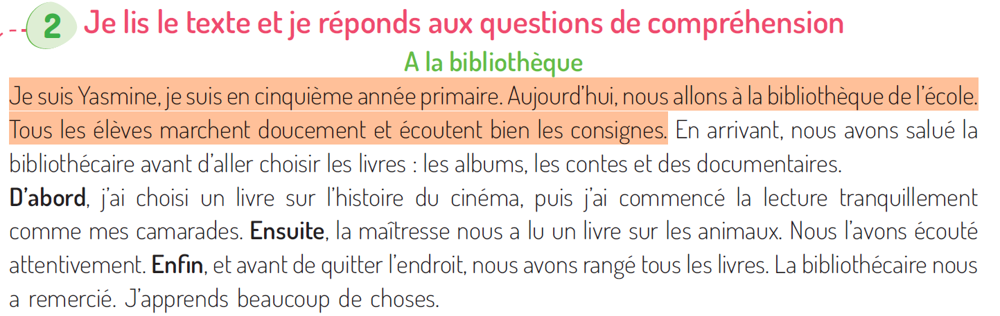 2 Je lis le texte et je réponds aux questions de compréhension
A la bibliothèque
Je suis Yasmine, je suis en cinquième année primaire. Aujourd'hui, nous allons à la bibliothèque de l'école.
Tous les élèves marchent doucement et écoutent bien les consignes. En arrivant, nous avons salué la
bibliothécaire avant d'aller choisir les livres : les albums, les contes et des documentaires.
D'abord, j'ai choisi un livre sur l'histoire du cinéma, puis j'ai commencé la lecture tranquillement
comme mes camarades. Ensuite, la maîtresse nous a lu un livre sur les animaux. Nous l'avons écouté
attentivement. Enfin, et avant de quitter l'endroit, nous avons rangé tous les livres. La bibliothécaire nous
a remercié. J'apprends beaucoup de choses.